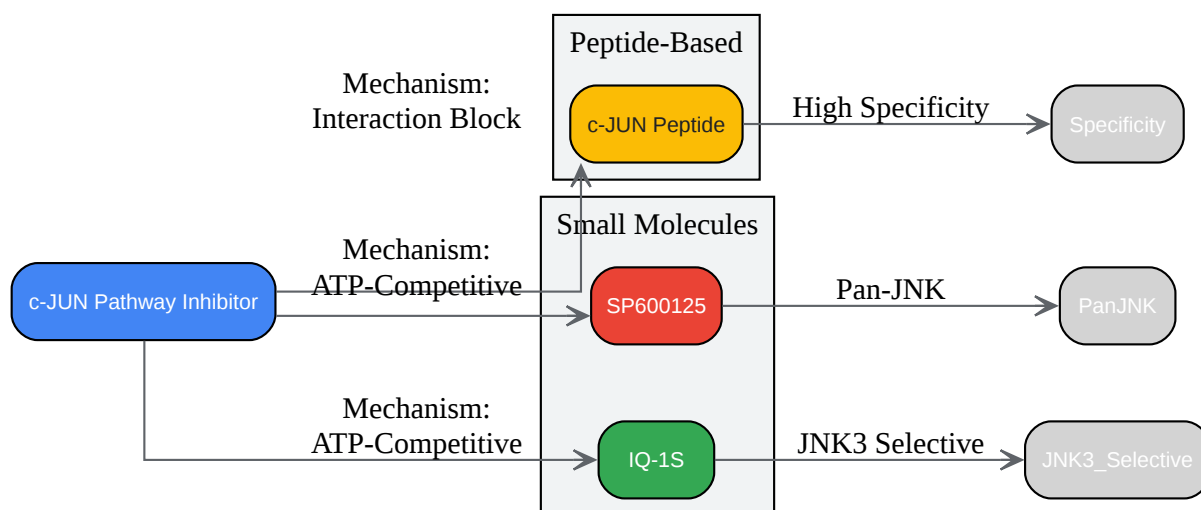 Peptide-Based
Mechanism:
Interaction Block
c-JUN Peptide
High Specificity
Specificity
Small Molecules
Mechanism:
ATP-Competitive
c-JUN Pathway Inhibitor
SP600125
Pan-JNK
PanJNK
Mechanism:
ATP-Competitive
IQ-1S
JNK3 Selective
JNK3_Selective